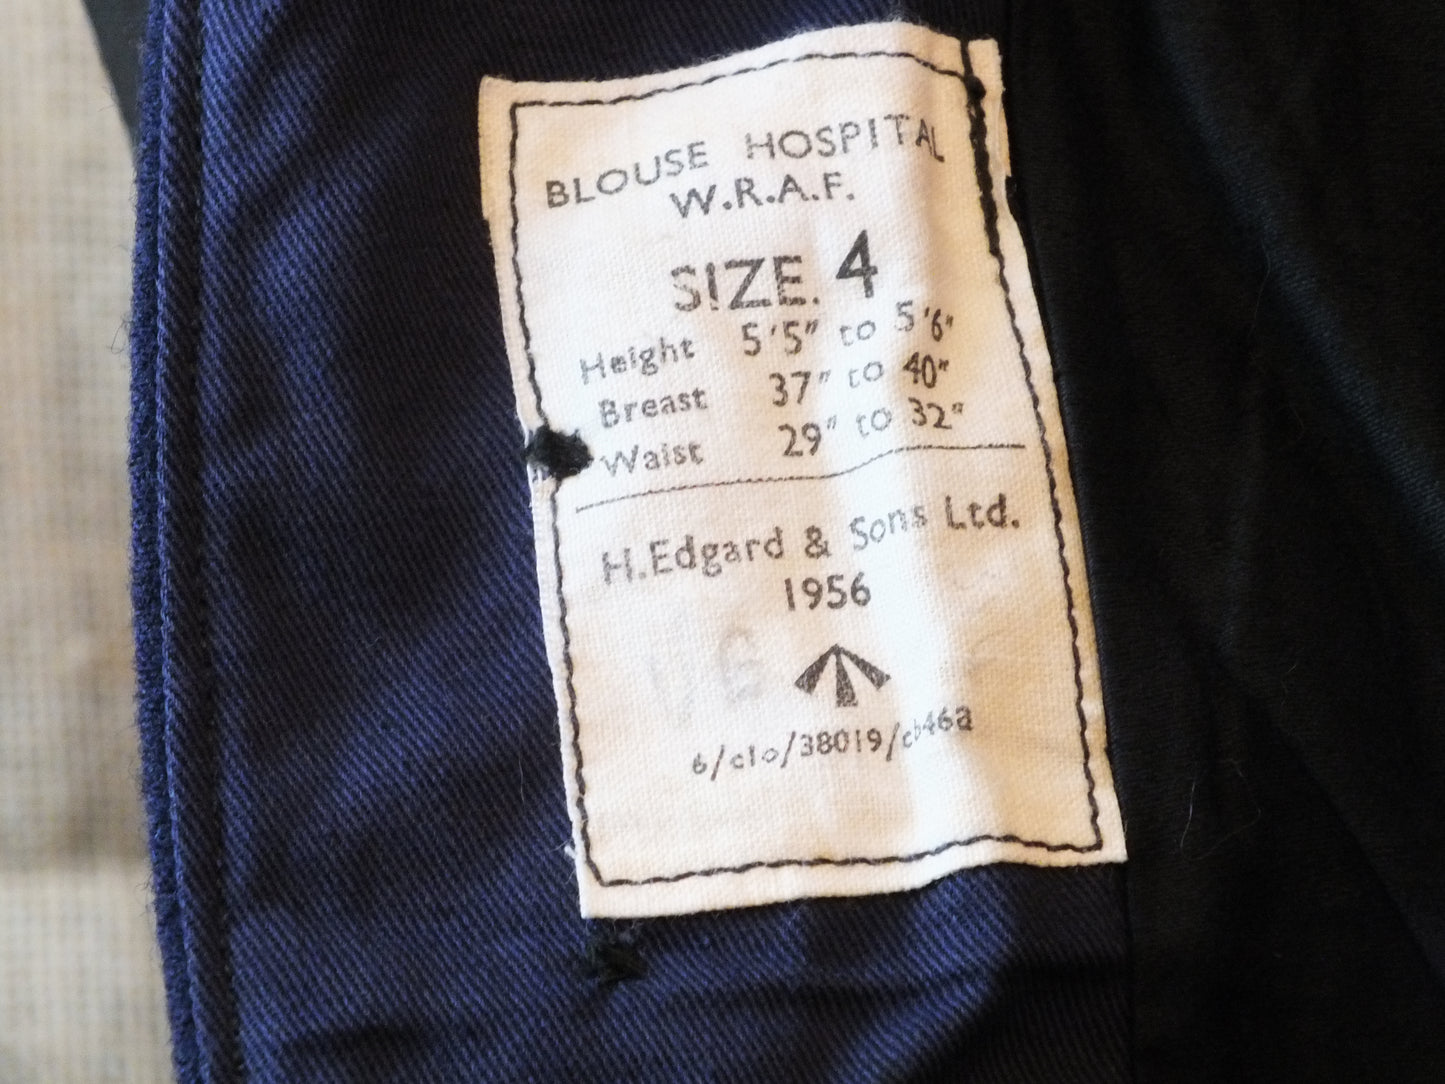 BLOUSE HOSPITAL
W.R.A.F.
SIZE. 4
Height 5'5" to 5'6"
Breast 37" to 40"
Waist 29" to 32"
H.Edgard & Sons Ltd.
1956
6/clo/38019/cb46a